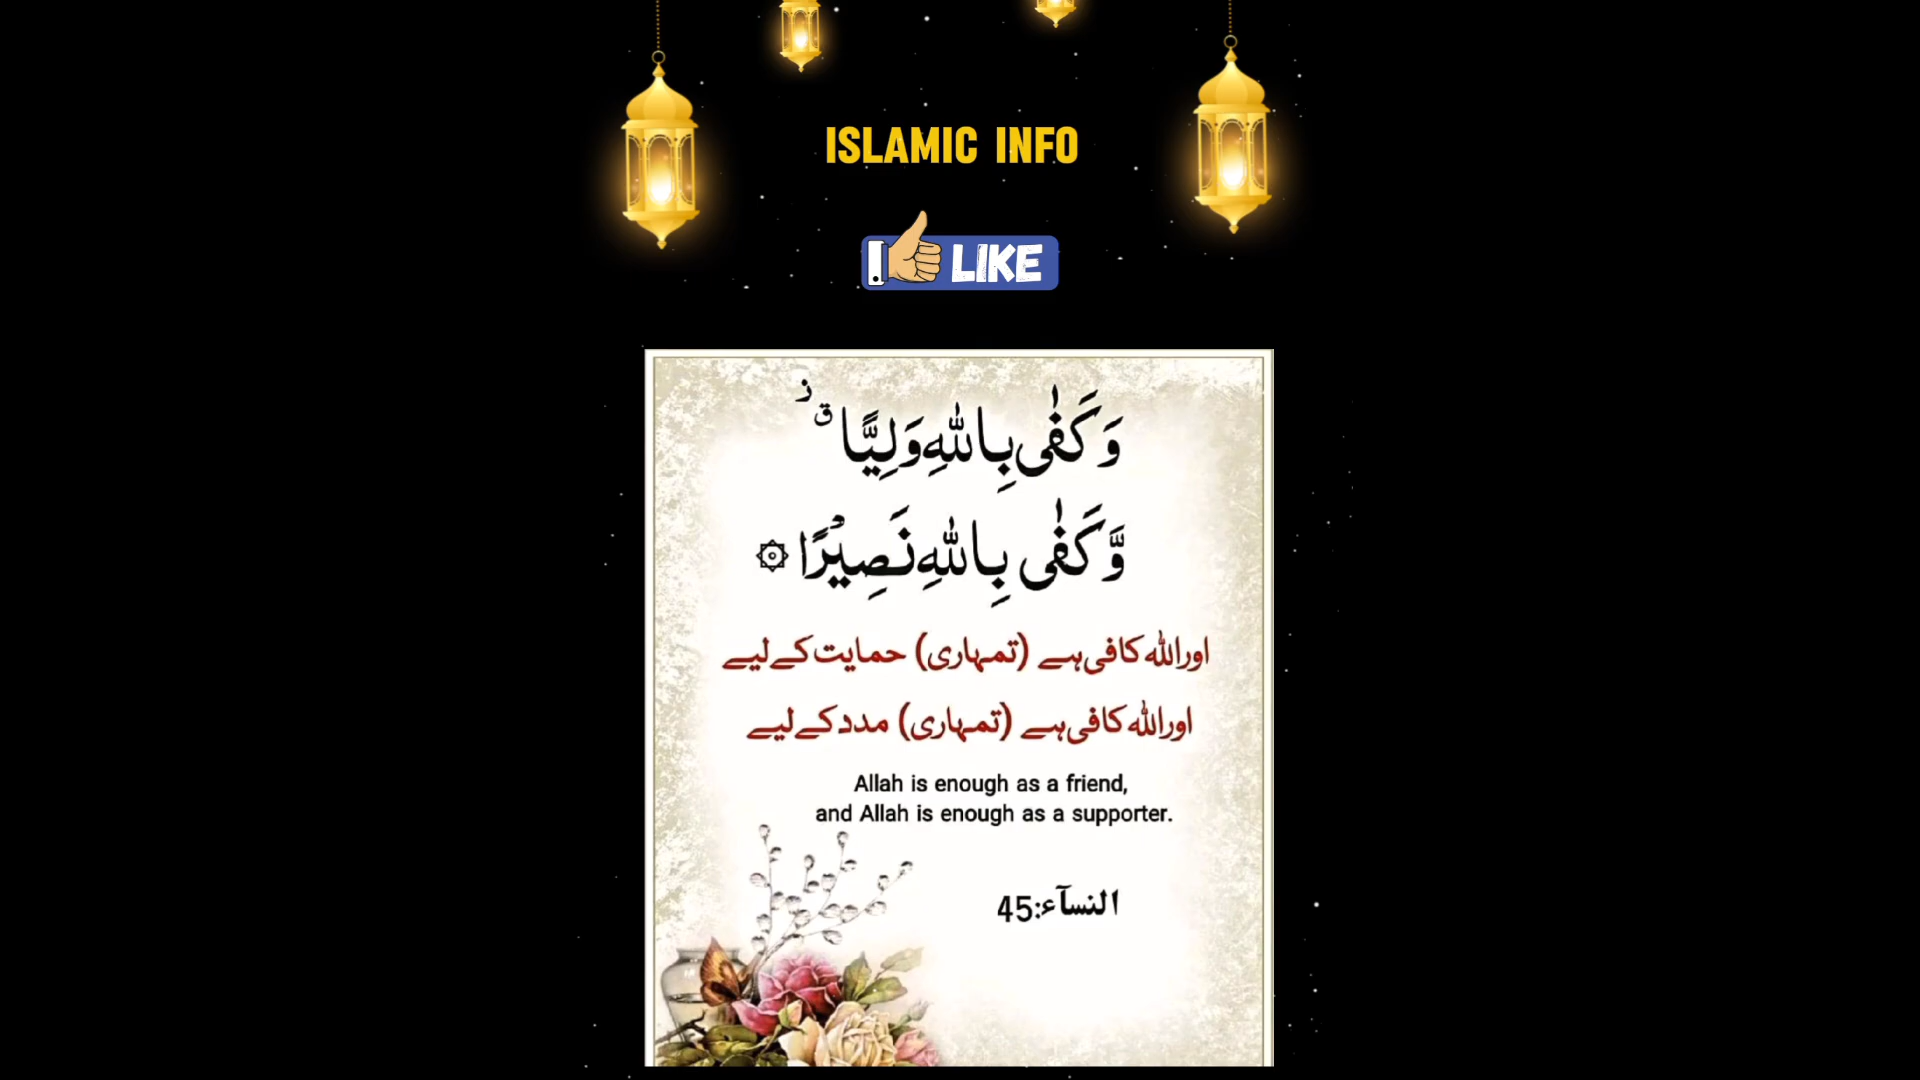 ISLAMIC INFO
LIKE
وَكَفٰى بِاللّٰهِ وَلِيًّا ق ز
وَّكَفٰى بِاللّٰهِ نَصِيْرًا ۞
اور اللہ کافی ہے (تمہاری) حمایت کے لیے
اور اللہ کافی ہے (تمہاری) مدد کے لیے
Allah is enough as a friend,
and Allah is enough as a supporter.
النسآء:45